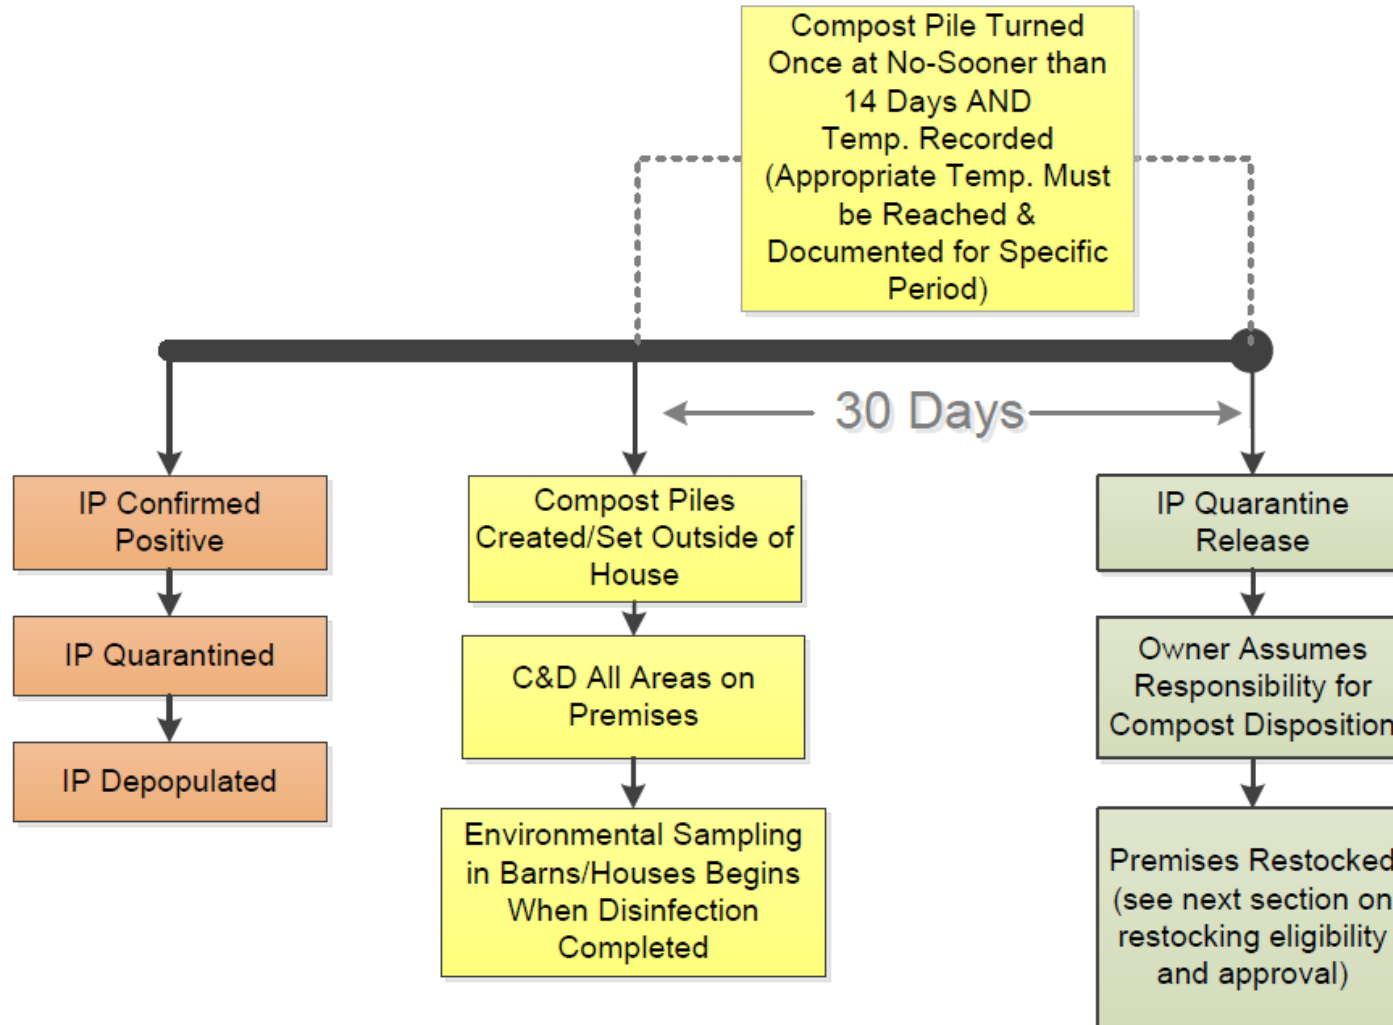 Compost Pile Turned
Once at No-Sooner than
14 Days AND
Temp. Recorded
(Appropriate Temp. Must
be Reached &
Documented for Specific
Period)
30 Days
IP Confirmed
Positive
IP Quarantined
IP Depopulated
Compost Piles
Created/Set Outside of
House
C&D All Areas on
Premises
Environmental Sampling
in Barns/Houses Begins
When Disinfection
Completed
IP Quarantine
Release
Owner Assumes
Responsibility for
Compost Disposition
Premises Restocked
(see next section on
restocking eligibility
and approval)